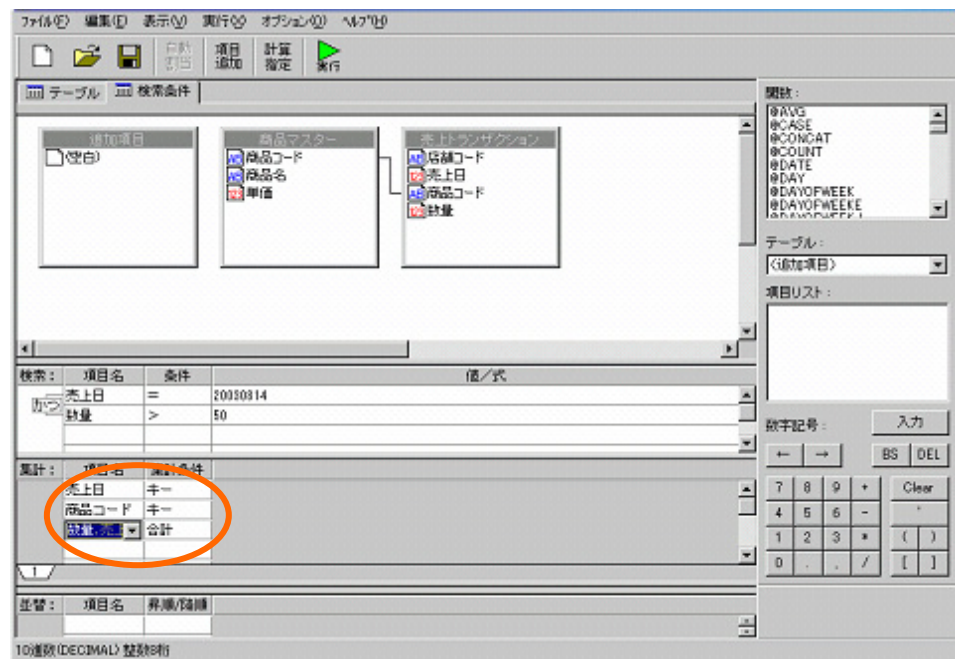 ファイル(F) 編集(E) 表示(V) 実行(X) オプション(O) ヘルプ(H)
自動割当 項目追加 計算指定 実行
テーブル 検索条件
追加項目
(空白)
商品マスター
商品コード
商品名
単価
売上トランザクション
店舗コード
売上日
商品コード
数量
検索: 項目名 条件 値/式
かつ
売上日 = 20030814
数量 > 50
集計: 項目名 集計条件
売上日 キー
商品コード キー
合計
1
並替: 項目名 昇順/降順
10進数(DECIMAL) 整数8桁
関数:
@AVG
@CASE
@CONCAT
@COUNT
@DATE
@DAY
@DAYOFWEEK
@DAYOFWEEKE
@DAYOFWEEKJ
テーブル:
(追加項目)
項目リスト:
数字記号: 入力
← → BS DEL
7 8 9 + Clear
4 5 6 - '
1 2 3 * ( )
0 . , / [ ]